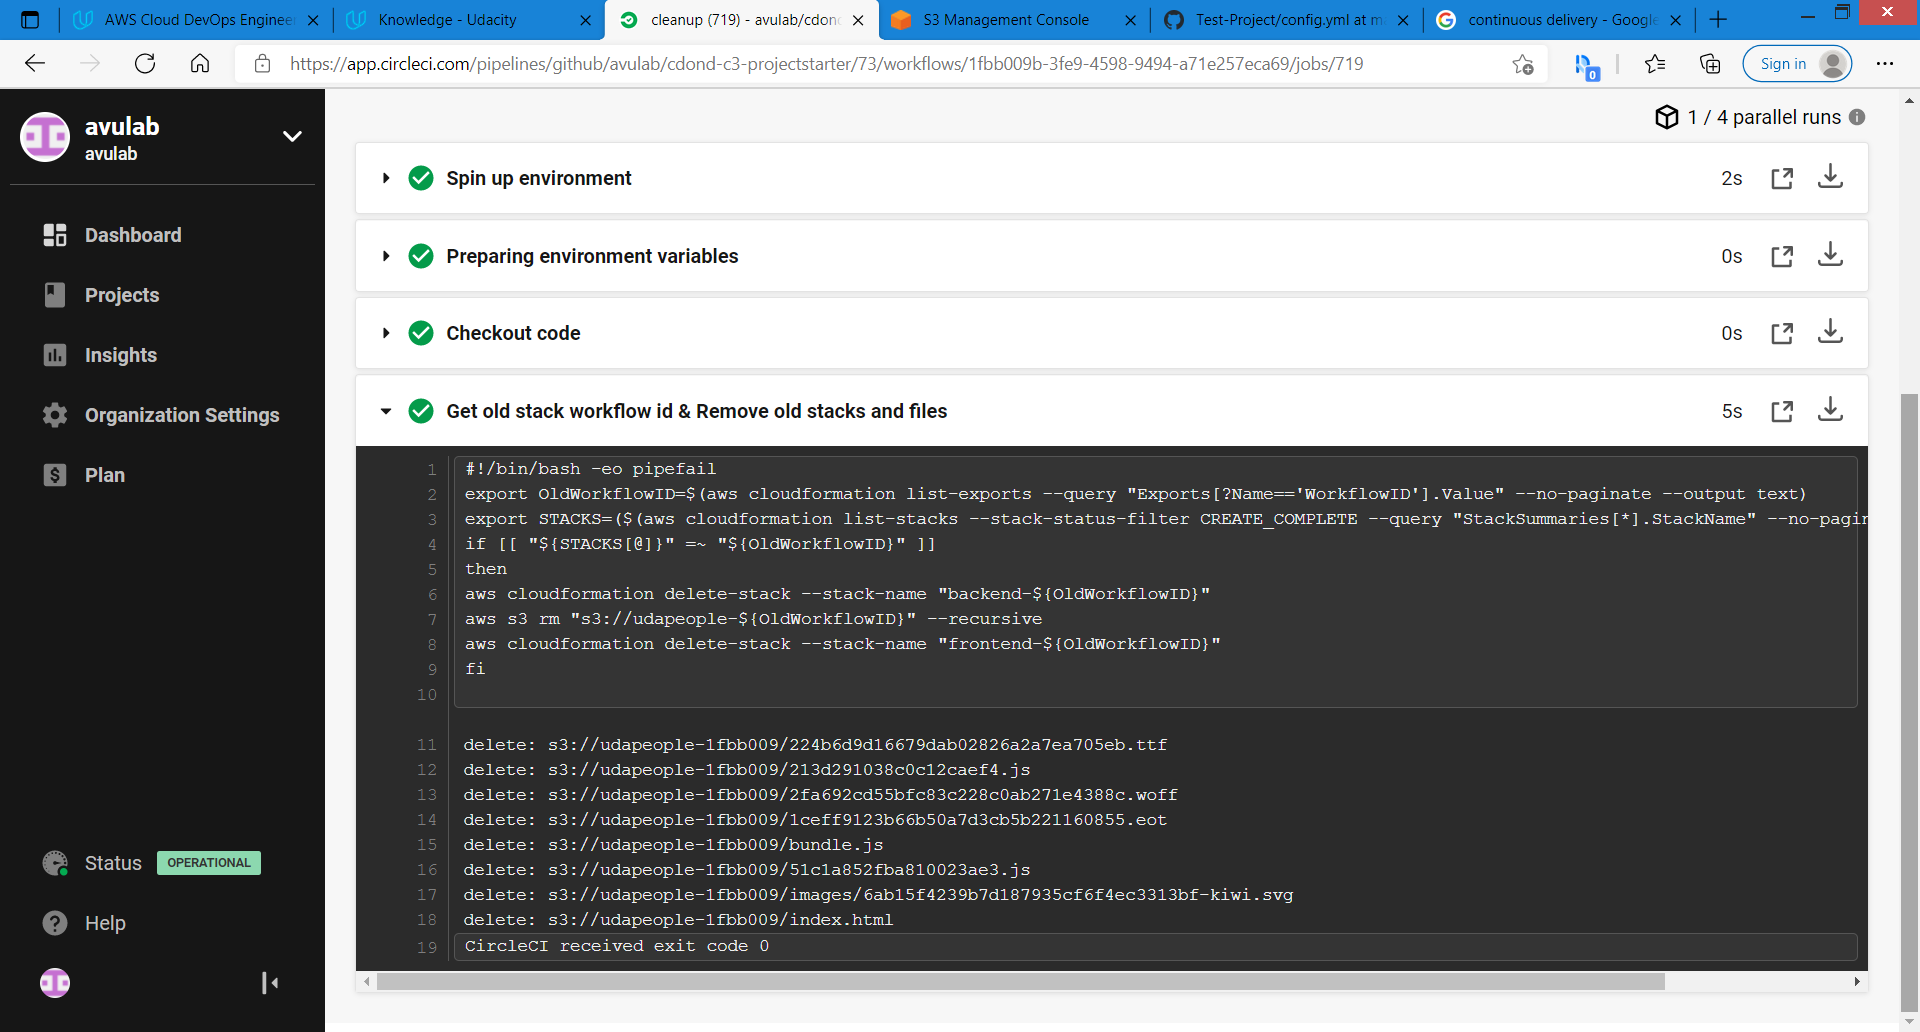 AWS Cloud DevOps Enginee
Knowledge - Udacity
cleanup (719) - avulab/cdond
S3 Management Console
Test-Project/config.yml at m
continuous delivery - Google
https://app.circleci.com/pipelines/github/avulab/cdond-c3-projectstarter/73/workflows/1fbb009b-3fe9-4598-9494-a71e257eca69/jobs/719
0
Sign in
avulab
avulab
Dashboard
Projects
Insights
Organization Settings
Plan
Status OPERATIONAL
Help
1 / 4 parallel runs
Spin up environment 2s
Preparing environment variables 0s
Checkout code 0s
Get old stack workflow id & Remove old stacks and files 5s
1 #!/bin/bash -eo pipefail
2 export OldWorkflowID=$(aws cloudformation list-exports --query "Exports[?Name=='WorkflowID'].Value" --no-paginate --output text)
3 export STACKS=($(aws cloudformation list-stacks --stack-status-filter CREATE_COMPLETE --query "StackSummaries[*].StackName" --no-pagin
4 if [[ "${STACKS[@]}" =~ "${OldWorkflowID}" ]]
5 then
6 aws cloudformation delete-stack --stack-name "backend-${OldWorkflowID}"
7 aws s3 rm "s3://udapeople-${OldWorkflowID}" --recursive
8 aws cloudformation delete-stack --stack-name "frontend-${OldWorkflowID}"
9 fi
10
11 delete: s3://udapeople-1fbb009/224b6d9d16679dab02826a2a7ea705eb.ttf
12 delete: s3://udapeople-1fbb009/213d291038c0c12caef4.js
13 delete: s3://udapeople-1fbb009/2fa692cd55bfc83c228c0ab271e4388c.woff
14 delete: s3://udapeople-1fbb009/1ceff9123b66b50a7d3cb5b221160855.eot
15 delete: s3://udapeople-1fbb009/bundle.js
16 delete: s3://udapeople-1fbb009/51c1a852fba810023ae3.js
17 delete: s3://udapeople-1fbb009/images/6ab15f4239b7d187935cf6f4ec3313bf-kiwi.svg
18 delete: s3://udapeople-1fbb009/index.html
19 CircleCI received exit code 0